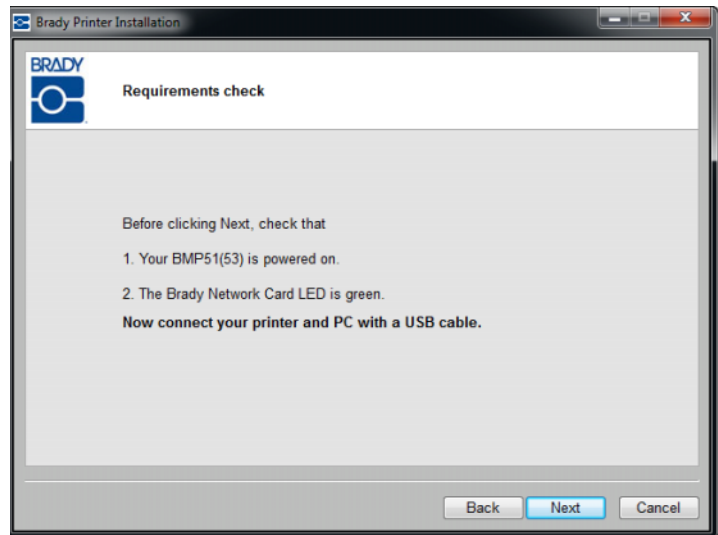 Brady Printer Installation
BRADY
Requirements check
Before clicking Next, check that
1. Your BMP51(53) is powered on.
2. The Brady Network Card LED is green.
Now connect your printer and PC with a USB cable.
Back Next Cancel